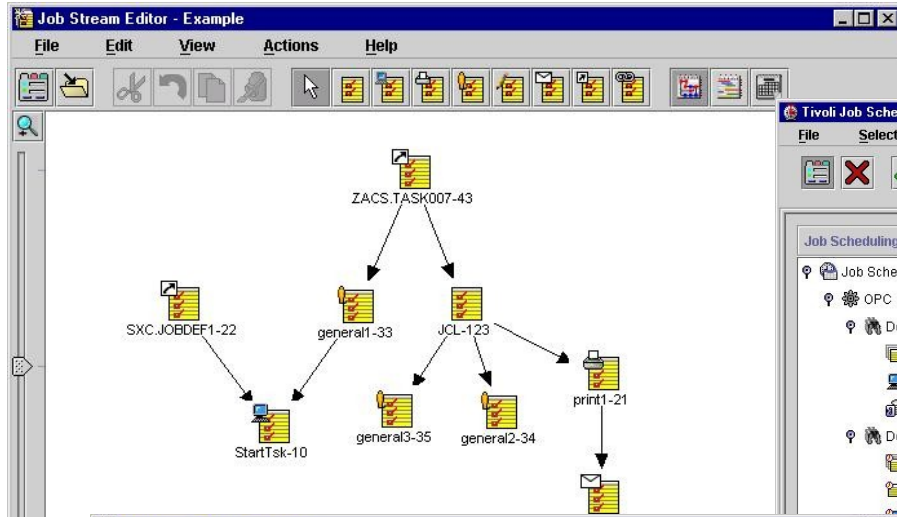 Job Stream Editor - Example
File Edit View Actions Help
Tivoli Job Sche
File Select
ZACS.TASK007-43
Job Scheduling
Job Sche
OPC
SXC.JOBDEF1-22
general1-33
JCL-123
print1-21
general3-35
general2-34
StartTsk-10